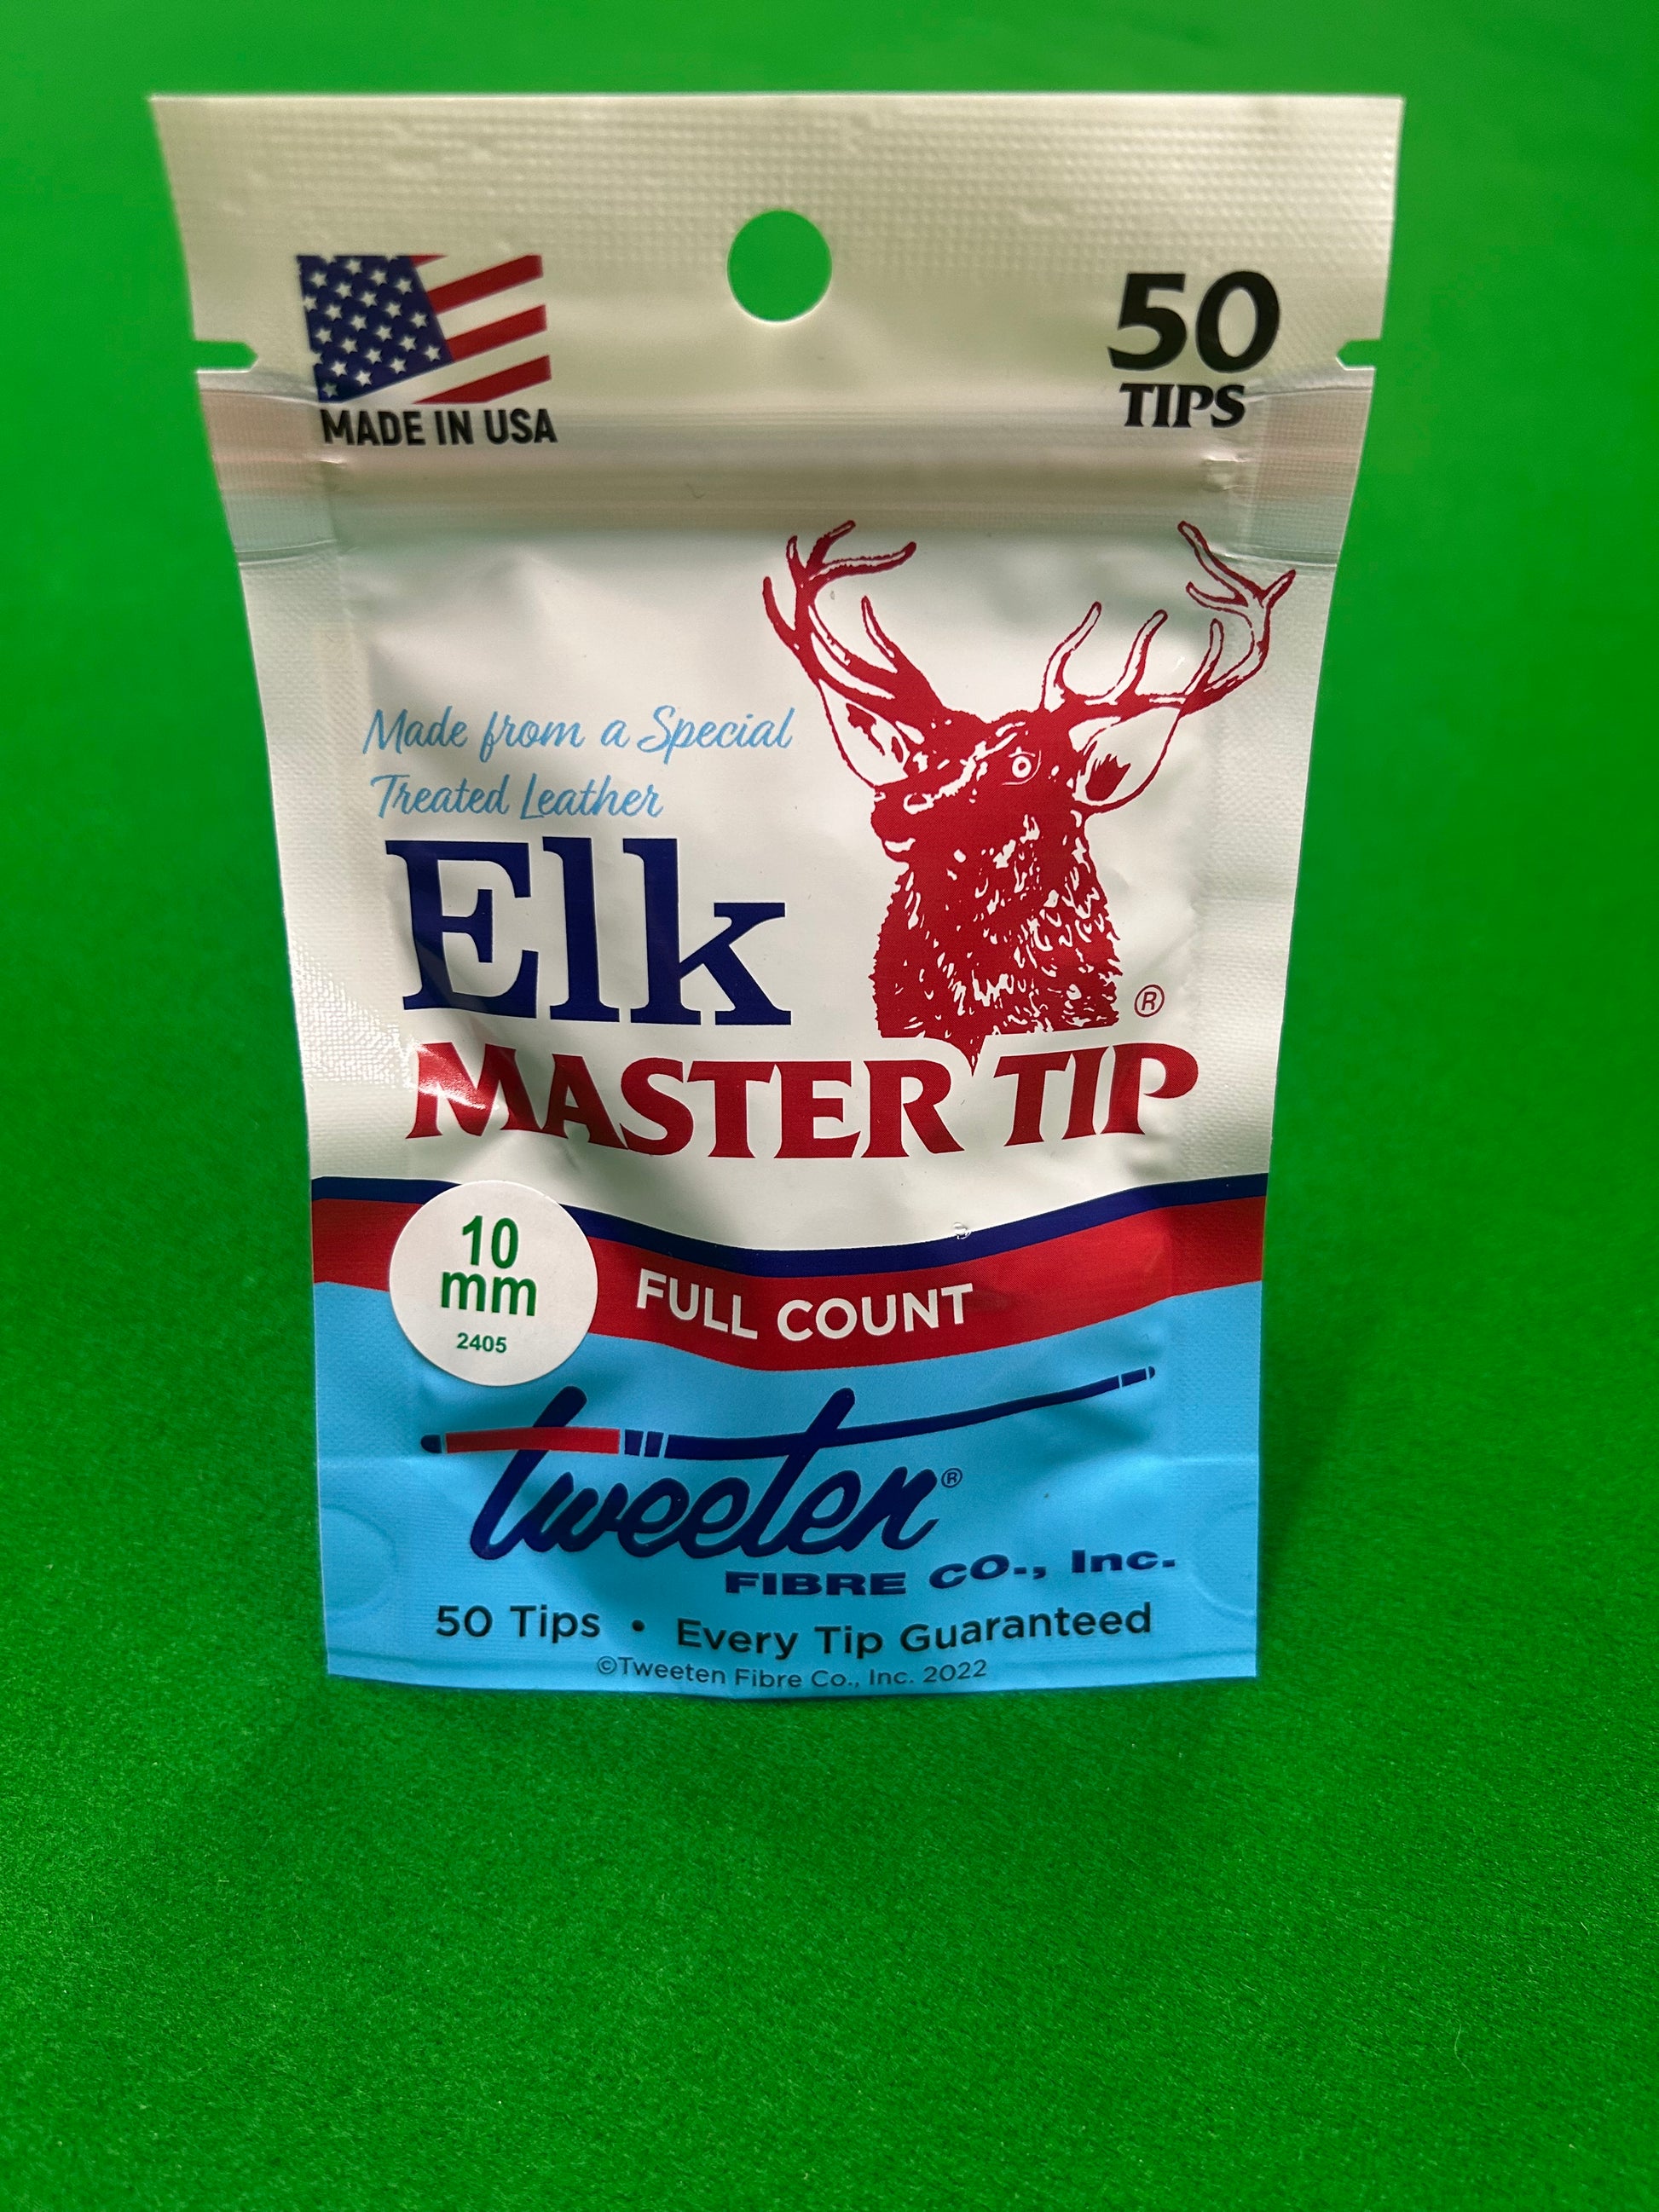 MADE IN USA
50
TIPS
Made from a Special
Treated Leather
Elk
®
MASTER TIP
10
mm
2405
FULL COUNT
tweeten®
FIBRE CO., Inc.
50 Tips • Every Tip Guaranteed
©Tweeten Fibre Co., Inc. 2022